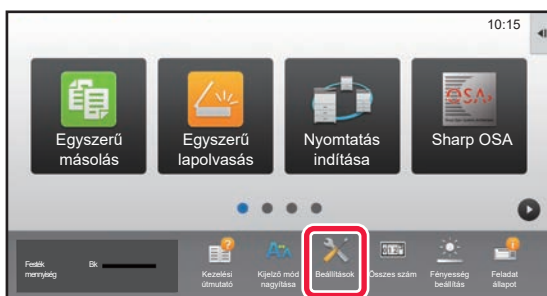 10:15
Egyszerű
másolás
Egyszerű
lapolvasás
Nyomtatás
indítása
OSA
Sharp OSA
Festék
mennyiség
Bk
Kezelési
útmutató
Kijelző mód
nagyítása
Beállítások
Összes szám
Fényesség
beállítás
Feladat
állapot